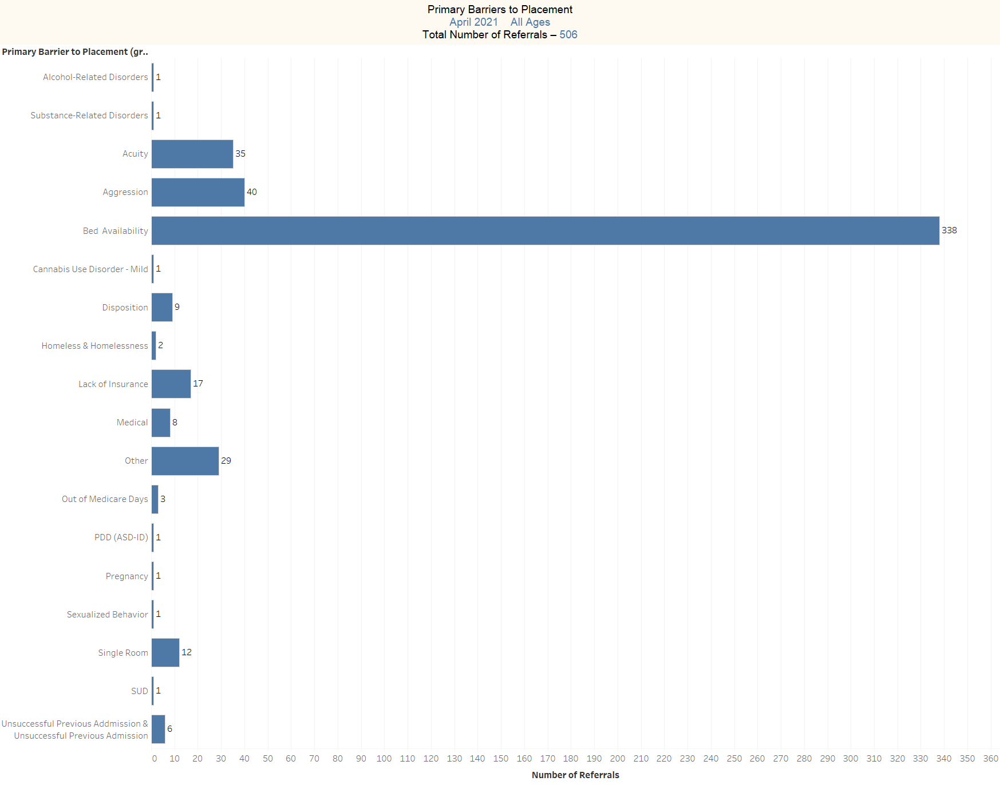 Primary Barriers to Placement
April 2021 All Ages
Total Number of Referrals – 506
Primary Barrier to Placement (gr..
Alcohol-Related Disorders 1
Substance-Related Disorders 1
Acuity 35
Aggression 40
Bed Availability 338
Cannabis Use Disorder - Mild 1
Disposition 9
Homeless & Homelessness 2
Lack of Insurance 17
Medical 8
Other 29
Out of Medicare Days 3
PDD (ASD-ID) 1
Pregnancy 1
Sexualized Behavior 1
Single Room 12
SUD 1
Unsuccessful Previous Addmission &
Unsuccessful Previous Admission 6
0 10 20 30 40 50 60 70 80 90 100 110 120 130 140 150 160 170 180 190 200 210 220 230 240 250 260 270 280 290 300 310 320 330 340 350 360
Number of Referrals